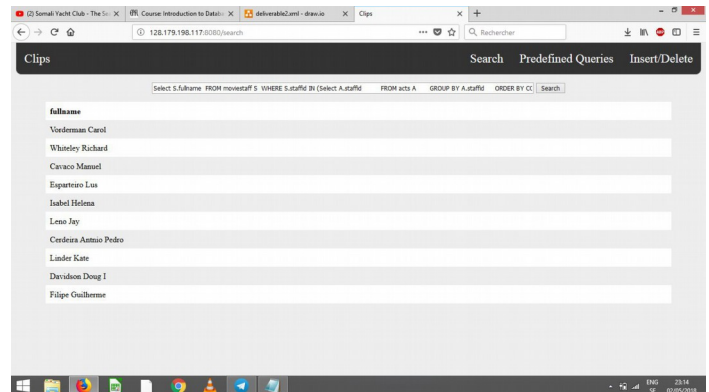 (2) Somali Yacht Club - The Se
Course: Introduction to Databa
deliverable2.xml - draw.io
Clips
128.179.198.117:8080/search
Rechercher
Clips
Search Predefined Queries Insert/Delete
Select S.fullname FROM moviestaff S WHERE S.staffid IN (Select A.staffid FROM acts A GROUP BY A.staffid ORDER BY CO Search
fullname
Vorderman Carol
Whiteley Richard
Cavaco Manuel
Esparteiro Lus
Isabel Helena
Leno Jay
Cerdeira Antnio Pedro
Linder Kate
Davidson Doug I
Filipe Guilherme
ENG 23:14
SF 02/05/2018